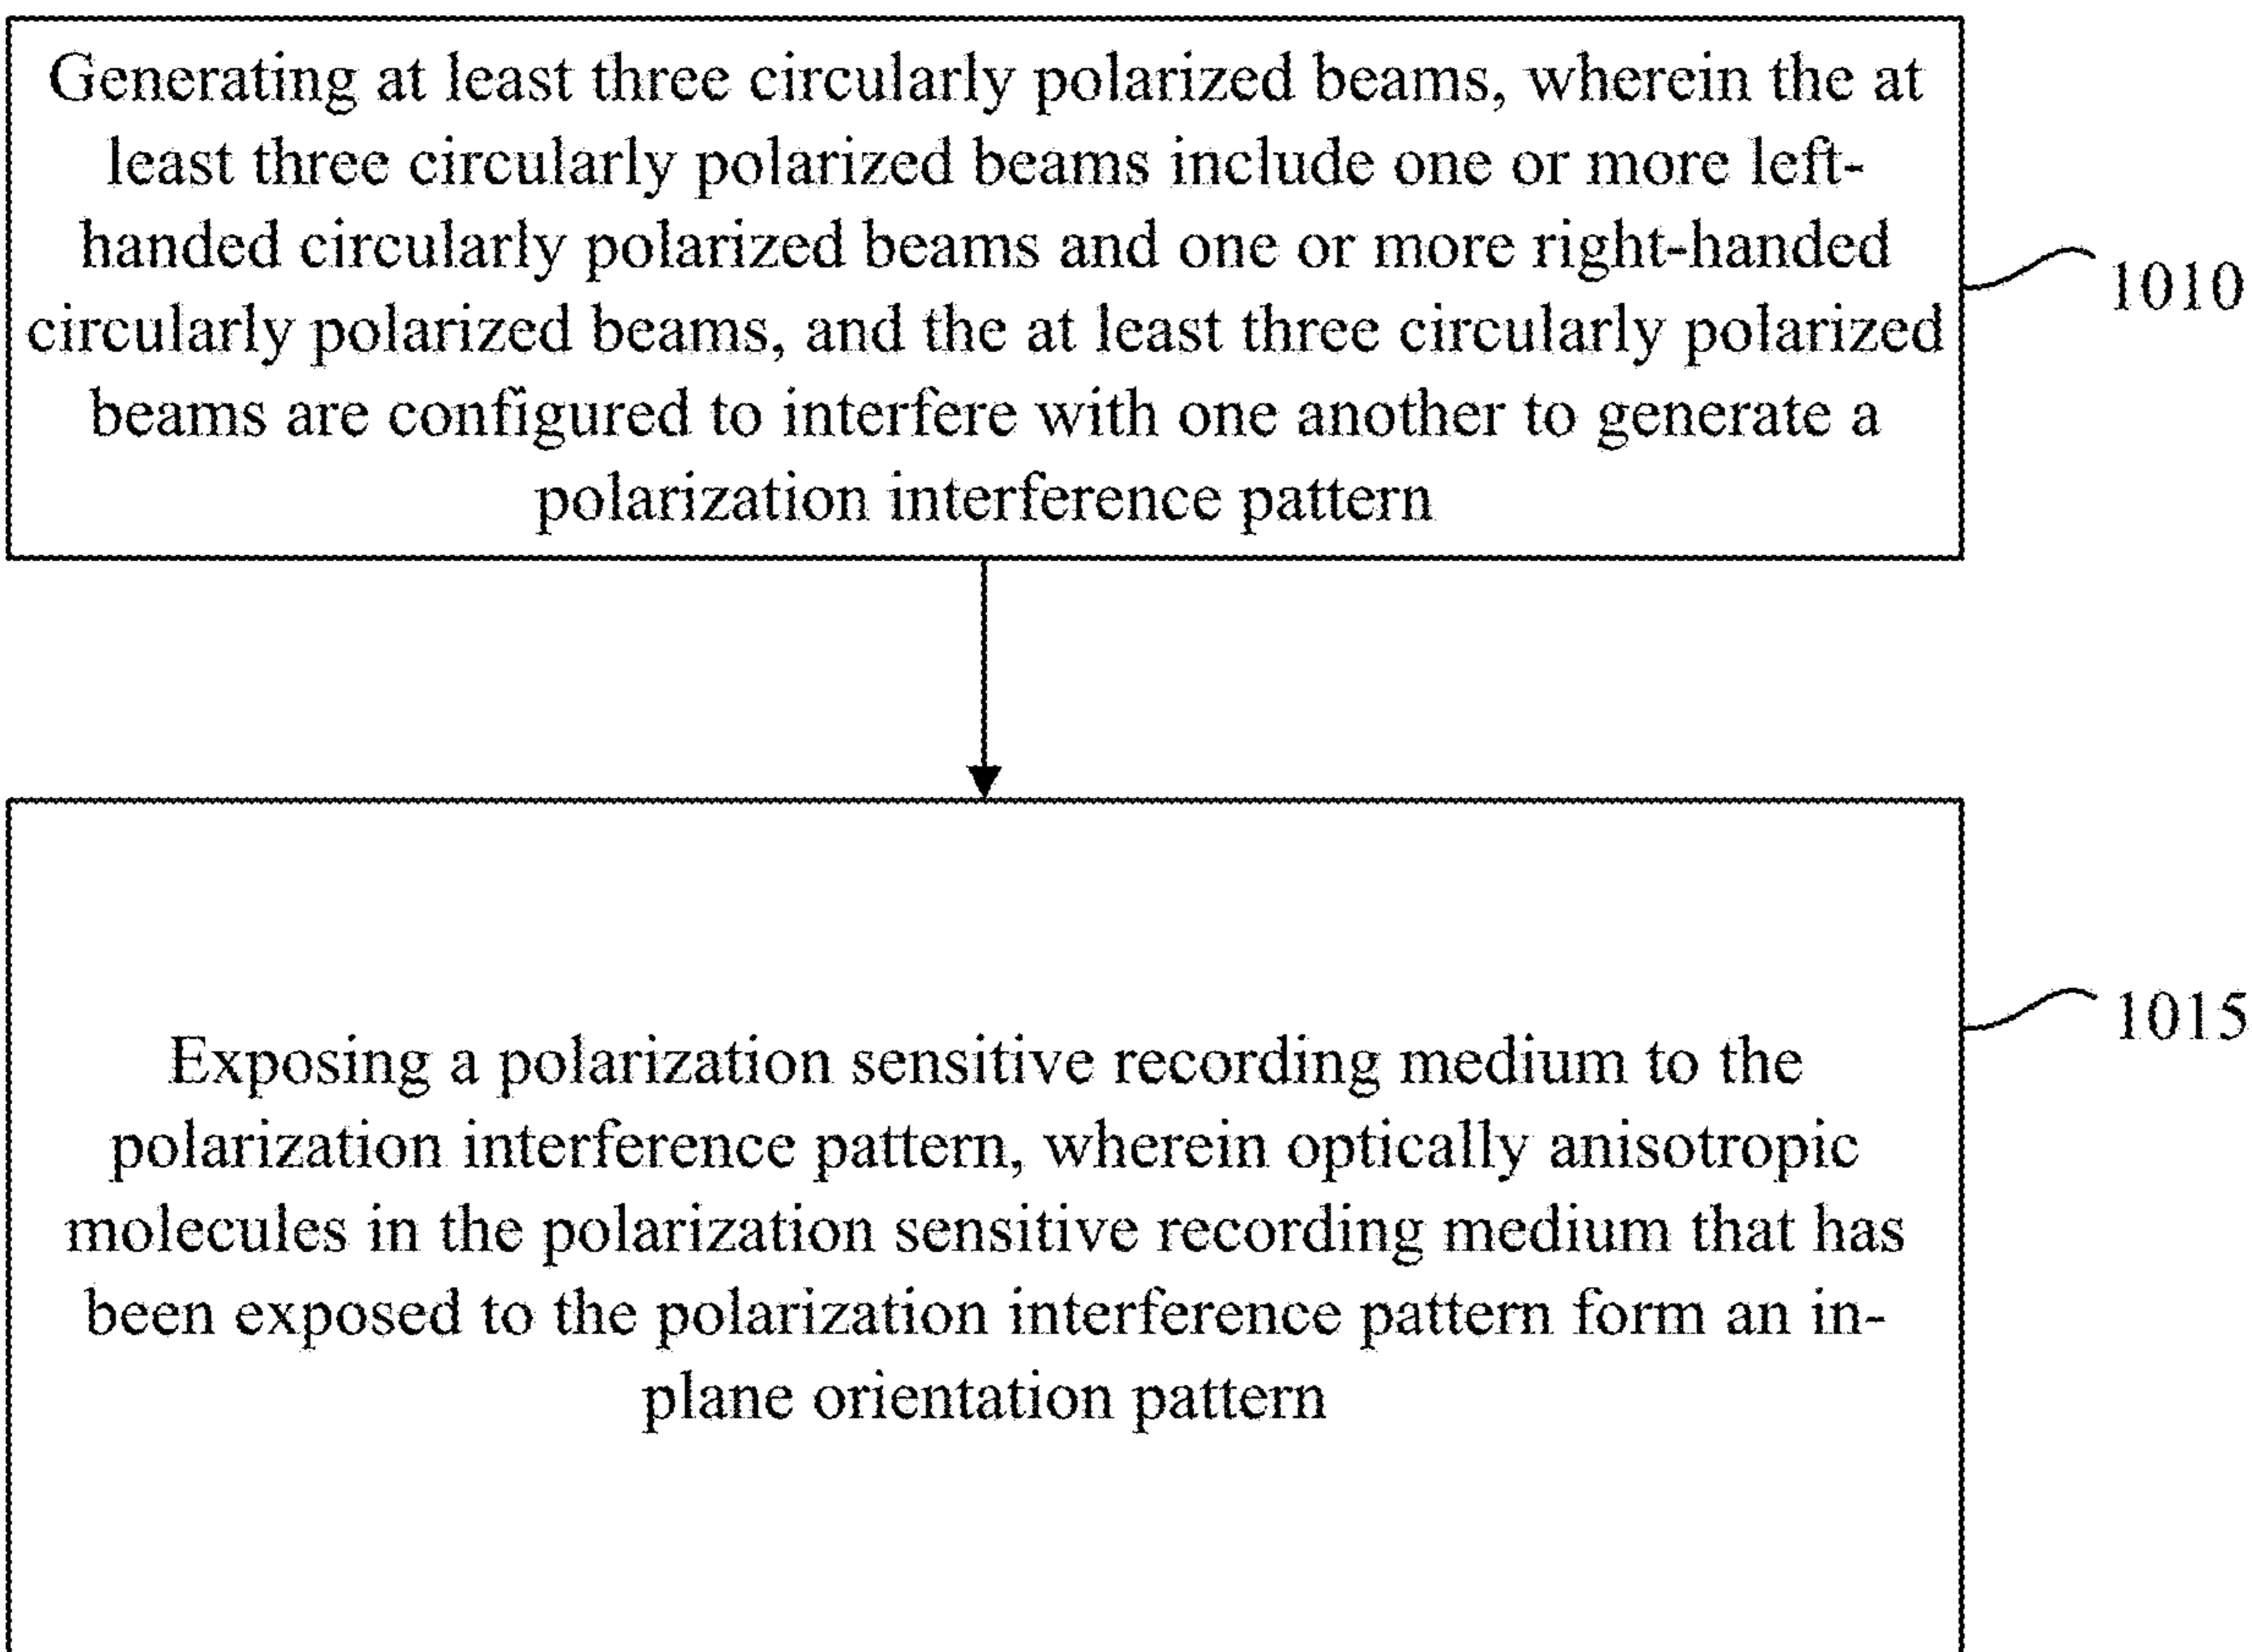 Generating at least three circularly polarized beams, wherein the at
least three circularly polarized beams include one or more left-
handed circularly polarized beams and one or more right-handed
circularly polarized beams, and the at least three circularly polarized
beams are configured to interfere with one another to generate a
polarization interference pattern
1010
Exposing a polarization sensitive recording medium to the
polarization interference pattern, wherein optically anisotropic
molecules in the polarization sensitive recording medium that has
been exposed to the polarization interference pattern form an in-
plane orientation pattern
1015